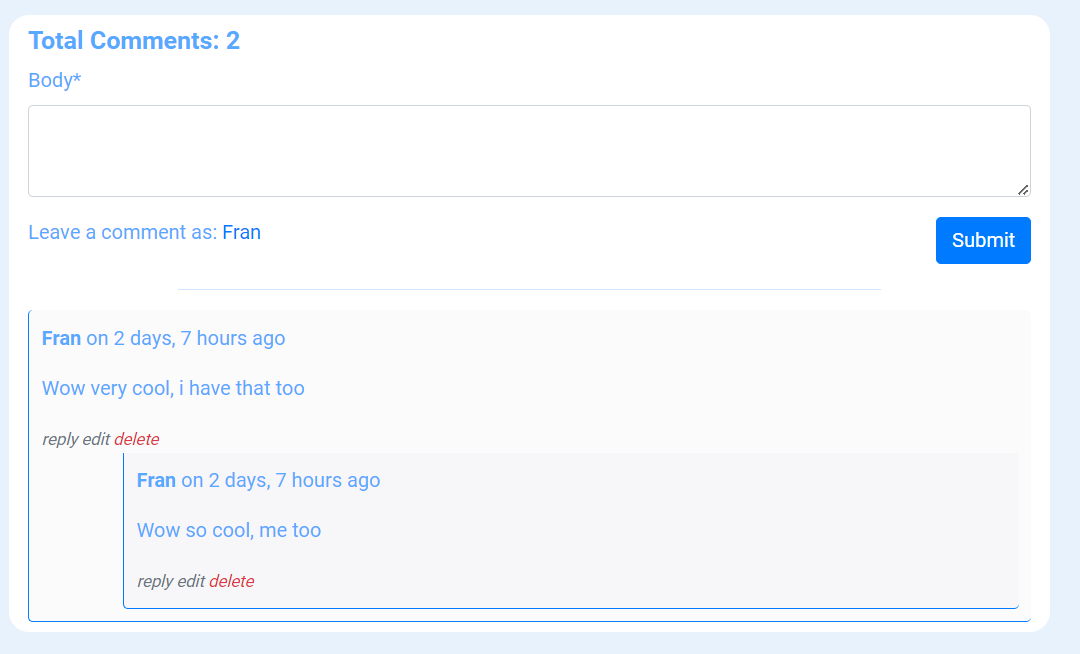 Total Comments: 2
Body*
Leave a comment as: Fran
Submit
Fran on 2 days, 7 hours ago
Wow very cool, i have that too
reply edit delete
Fran on 2 days, 7 hours ago
Wow so cool, me too
reply edit delete